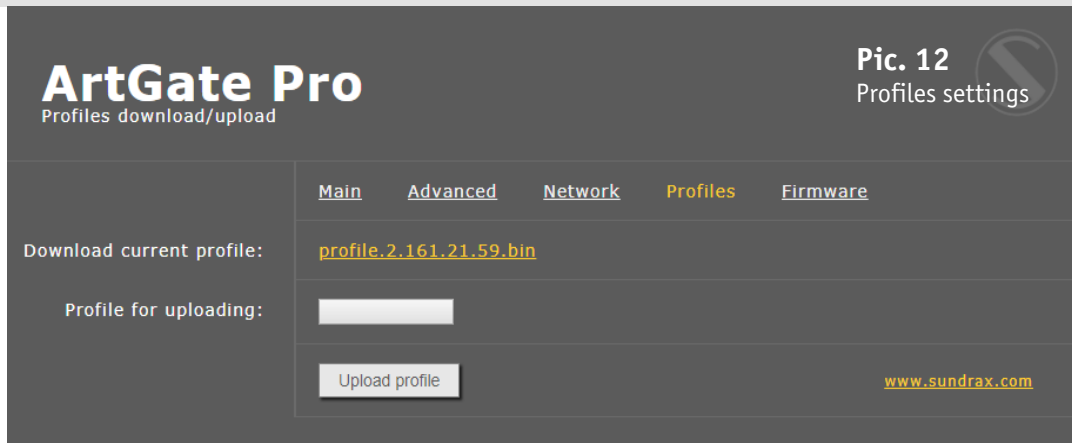 ArtGate Pro
Profiles download/upload
Pic. 12
Profiles settings
Main Advanced Network Profiles Firmware
Download current profile: profile.2.161.21.59.bin
Profile for uploading:
Upload profile www.sundrax.com